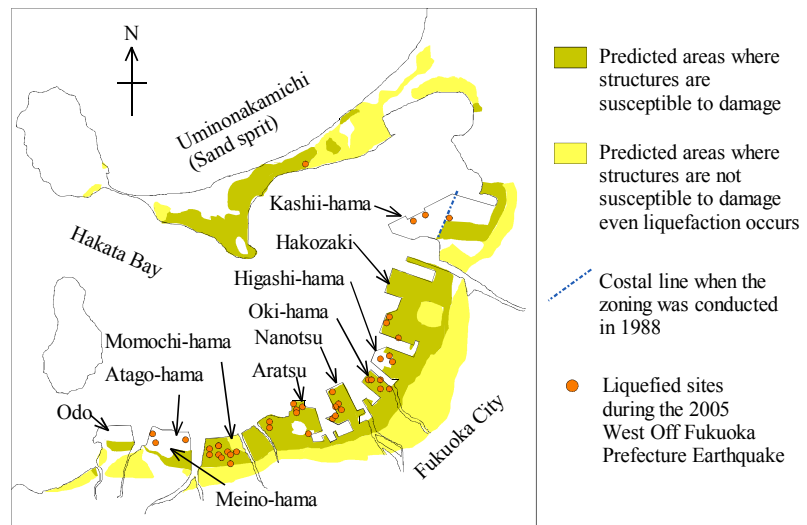 N
Uminonakamichi
(Sand sprit)
Kashii-hama
Hakozaki
Hakata Bay
Higashi-hama
Oki-hama
Nanotsu
Momochi-hama
Aratsu
Atago-hama
Odo
Fukuoka City
Meino-hama
Predicted areas where
structures are
susceptible to damage
Predicted areas where
structures are not
susceptible to damage
even liquefaction occurs
Costal line when the
zoning was conducted
in 1988
Liquefied sites
during the 2005
West Off Fukuoka
Prefecture Earthquake